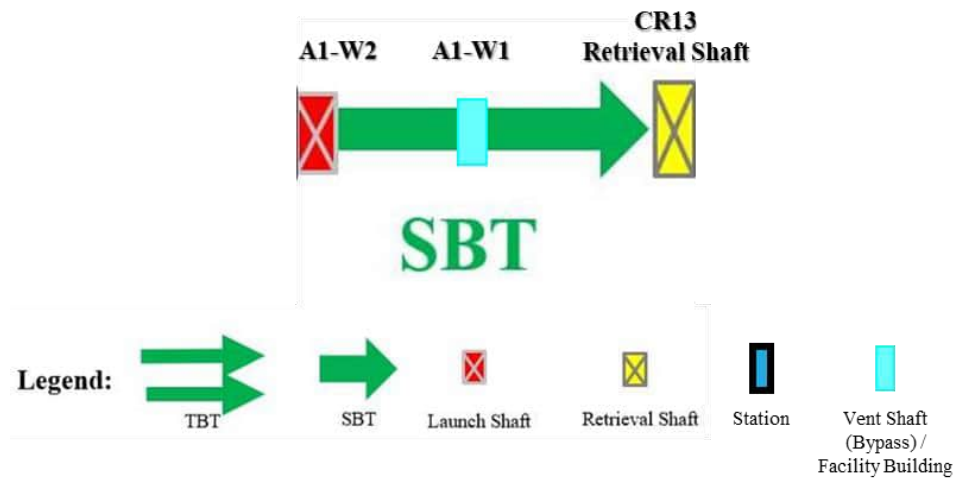 CR13
A1-W2 A1-W1 Retrieval Shaft
SBT
Legend:
TBT SBT Launch Shaft Retrieval Shaft Station Vent Shaft
(Bypass) /
Facility Building